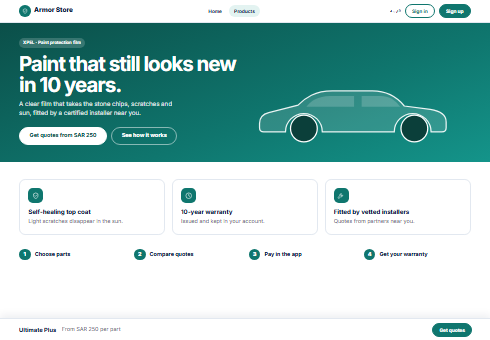 Armor Store
Home
Products
Sign in
Sign up
XPEL · Paint protection film
Paint that still looks new
in 10 years.
A clear film that takes the stone chips, scratches and
sun, fitted by a certified installer near you.
Get quotes from SAR 250
See how it works
Self-healing top coat
Light scratches disappear in the sun.
10-year warranty
Issued and kept in your account.
Fitted by vetted installers
Quotes from partners near you.
1 Choose parts
2 Compare quotes
3 Pay in the app
4 Get your warranty
Ultimate Plus
From SAR 250 per part
Get quotes